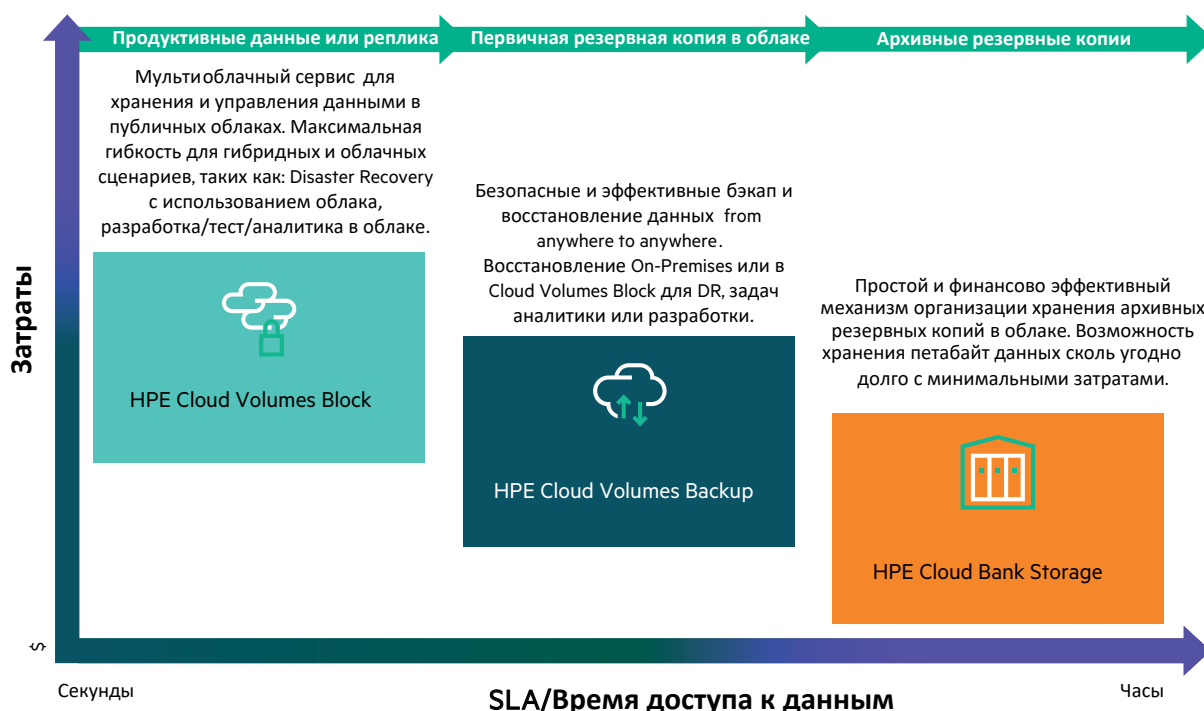 Продуктивные данные или реплика
Первичная резервная копия в облаке
Архивные резервные копии
Мультиоблачный сервис для
хранения и управления данными в
публичных облаках. Максимальная
гибкость для гибридных и облачных
сценариев, таких как: Disaster Recovery
с использованием облака,
разработка/тест/аналитика в облаке.
HPE Cloud Volumes Block
Безопасные и эффективные бэкап и
восстановление данных from
anywhere to anywhere.
Восстановление On-Premises или в
Cloud Volumes Block для DR, задач
аналитики или разработки.
HPE Cloud Volumes Backup
Простой и финансово эффективный
механизм организации хранения архивных
резервных копий в облаке. Возможность
хранения петабайт данных сколь угодно
долго с минимальными затратами.
HPE Cloud Bank Storage
Затраты
$
Секунды
SLA/Время доступа к данным
Часы